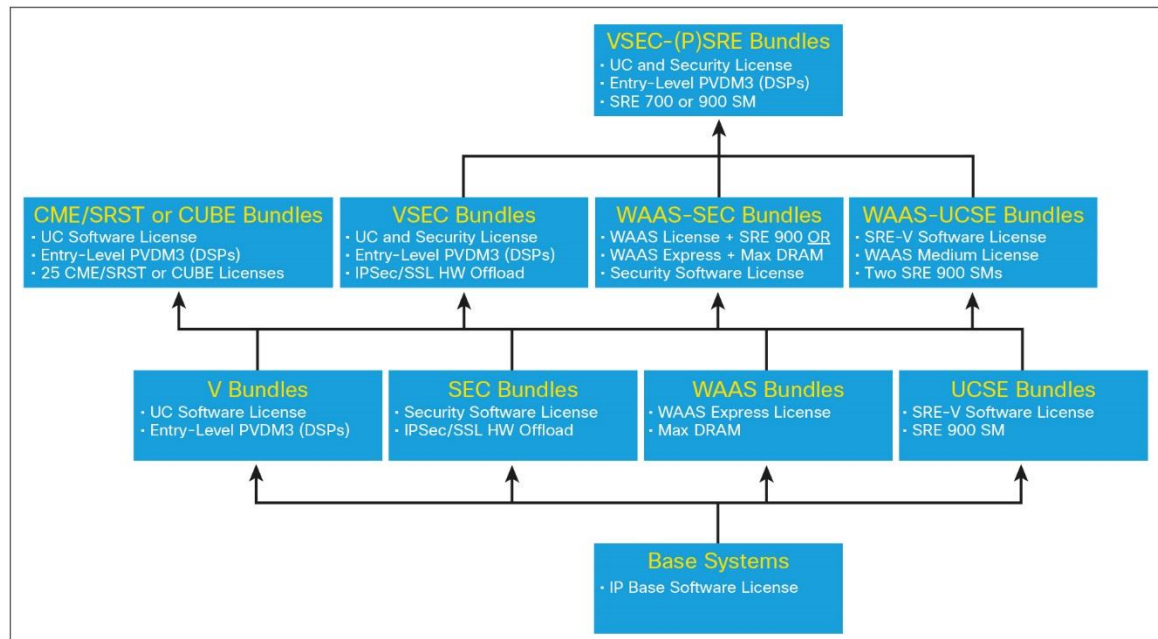 VSEC-(P)SRE Bundles
· UC and Security License
· Entry-Level PVDM3 (DSPs)
· SRE 700 or 900 SM
CME/SRST or CUBE Bundles
· UC Software License
· Entry-Level PVDM3 (DSPs)
· 25 CME/SRST or CUBE Licenses
VSEC Bundles
· UC and Security License
· Entry-Level PVDM3 (DSPs)
· IPSec/SSL HW Offload
WAAS-SEC Bundles
· WAAS License + SRE 900 OR
· WAAS Express + Max DRAM
· Security Software License
WAAS-UCSE Bundles
· SRE-V Software License
· WAAS Medium License
· Two SRE 900 SMs
V Bundles
· UC Software License
· Entry-Level PVDM3 (DSPs)
SEC Bundles
· Security Software License
· IPSec/SSL HW Offload
WAAS Bundles
· WAAS Express License
· Max DRAM
UCSE Bundles
· SRE-V Software License
· SRE 900 SM
Base Systems
· IP Base Software License